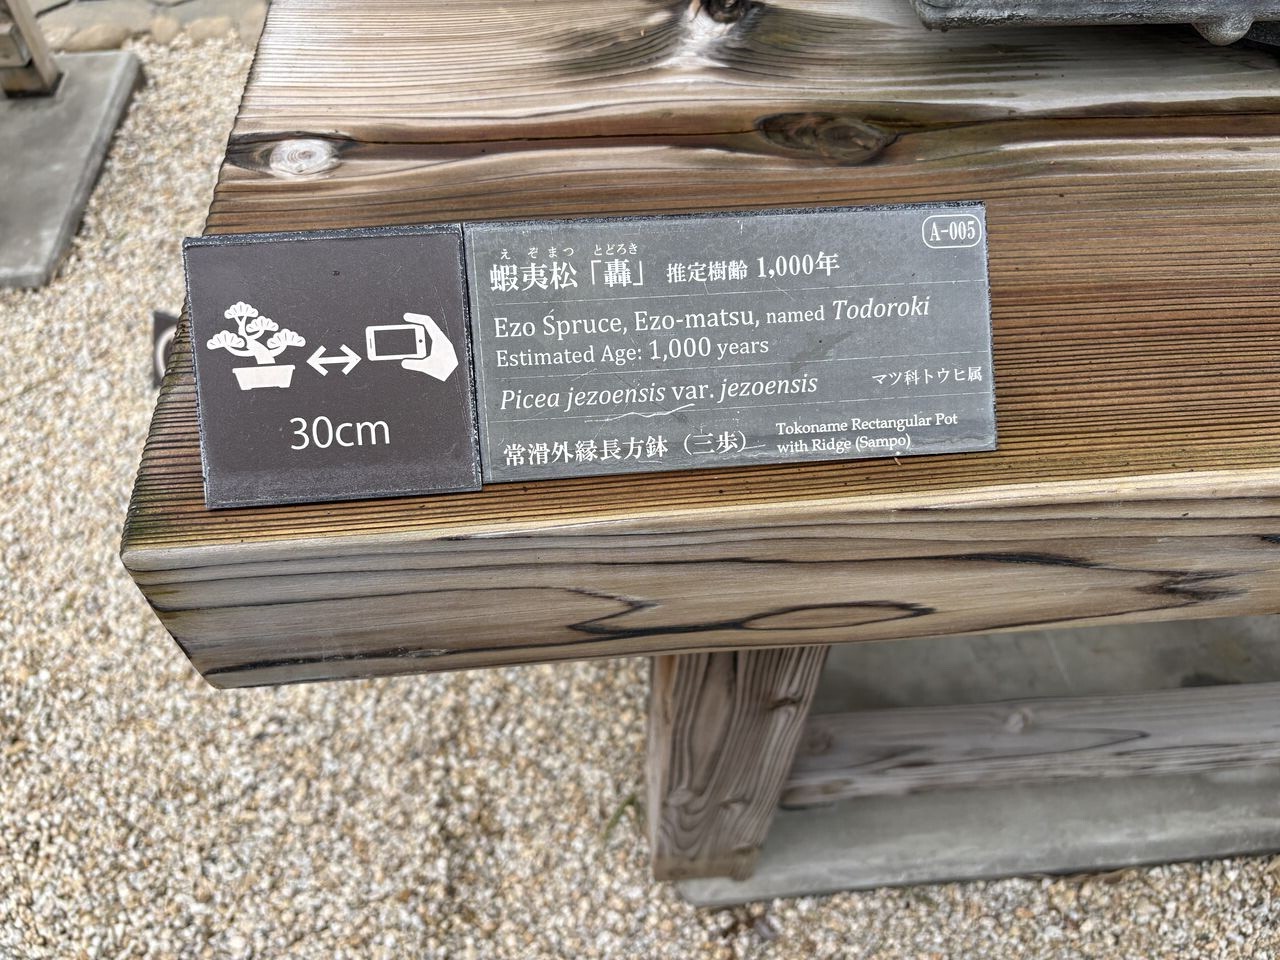 30cm
A-005
えぞまつ とどろき
蝦夷松「轟」 推定樹齢 1,000年
Ezo Spruce, Ezo-matsu, named Todoroki
Estimated Age: 1,000 years
Picea jezoensis var. jezoensis マツ科トウヒ属
常滑外縁長方鉢（三歩）
Tokoname Rectangular Pot
with Ridge (Sampo)